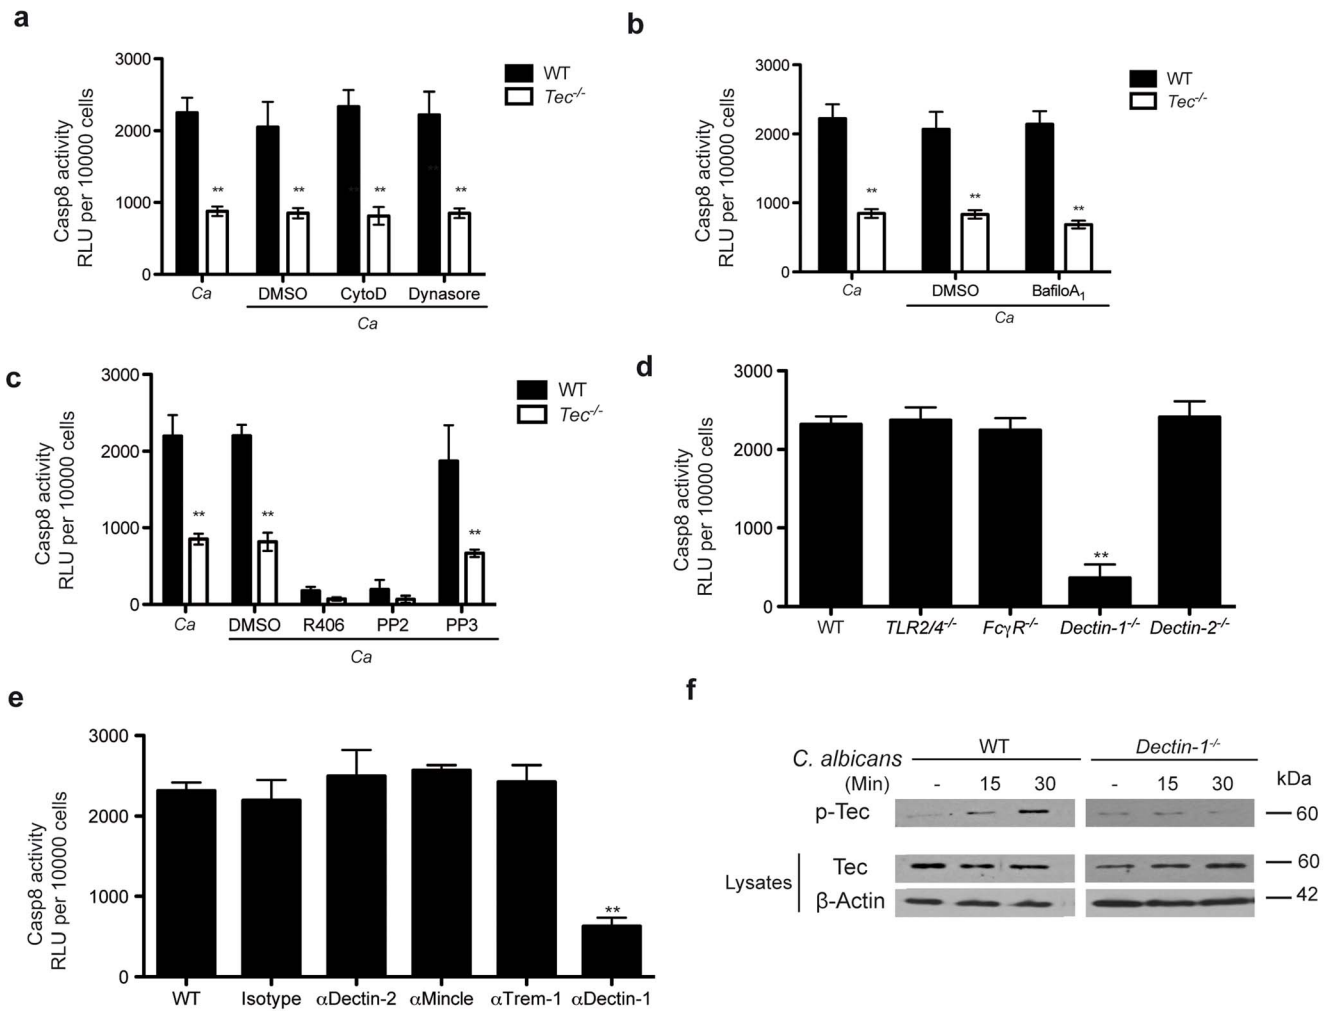 a
Casp8 activity
RLU per 10000 cells
3000
2000
1000
0
WT
Tec-/-
** ** ** **
** **
Ca DMSO CytoD Dynasore
Ca
b
Casp8 activity
RLU per 10000 cells
3000
2000
1000
0
WT
Tec-/-
** ** **
Ca DMSO BafiloA1
Ca
c
Casp8 activity
RLU per 10000 cells
3000
2000
1000
0
WT
Tec-/-
** ** **
Ca DMSO R406 PP2 PP3
Ca
d
Casp8 activity
RLU per 10000 cells
3000
2000
1000
0
**
WT TLR2/4-/- FcγR-/- Dectin-1-/- Dectin-2-/-
e
Casp8 activity
RLU per 10000 cells
3000
2000
1000
0
**
WT Isotype αDectin-2 αMincle αTrem-1 αDectin-1
f
C. albicans WT Dectin-1-/-
(Min) - 15 30 - 15 30 kDa
p-Tec 60
Lysates Tec 60
β-Actin 42